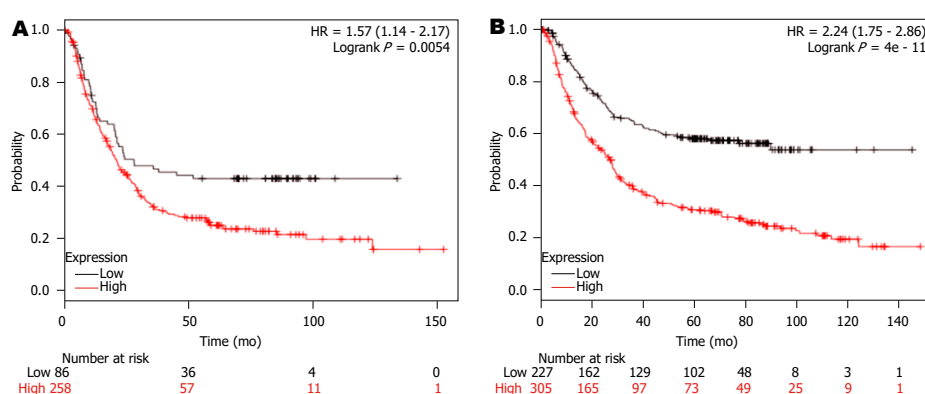 A
HR = 1.57 (1.14 - 2.17)
Logrank P = 0.0054
Probability
1.0
0.8
0.6
0.4
0.2
0.0
Expression
Low
High
0 50 100 150
Time (mo)
Number at risk
Low 86 36 4 0
High 258 57 11 1
B
HR = 2.24 (1.75 - 2.86)
Logrank P = 4e - 11
Probability
1.0
0.8
0.6
0.4
0.2
0.0
Expression
Low
High
0 20 40 60 80 100 120 140
Time (mo)
Number at risk
Low 227 162 129 102 48 8 3 1
High 305 165 97 73 49 25 9 1